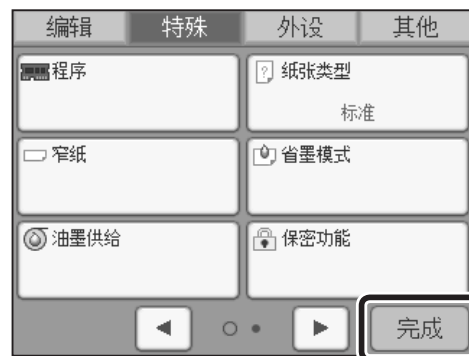 编辑 特殊 外设 其他
程序 纸张类型
标准
窄纸 省墨模式
油墨供给 保密功能
完成